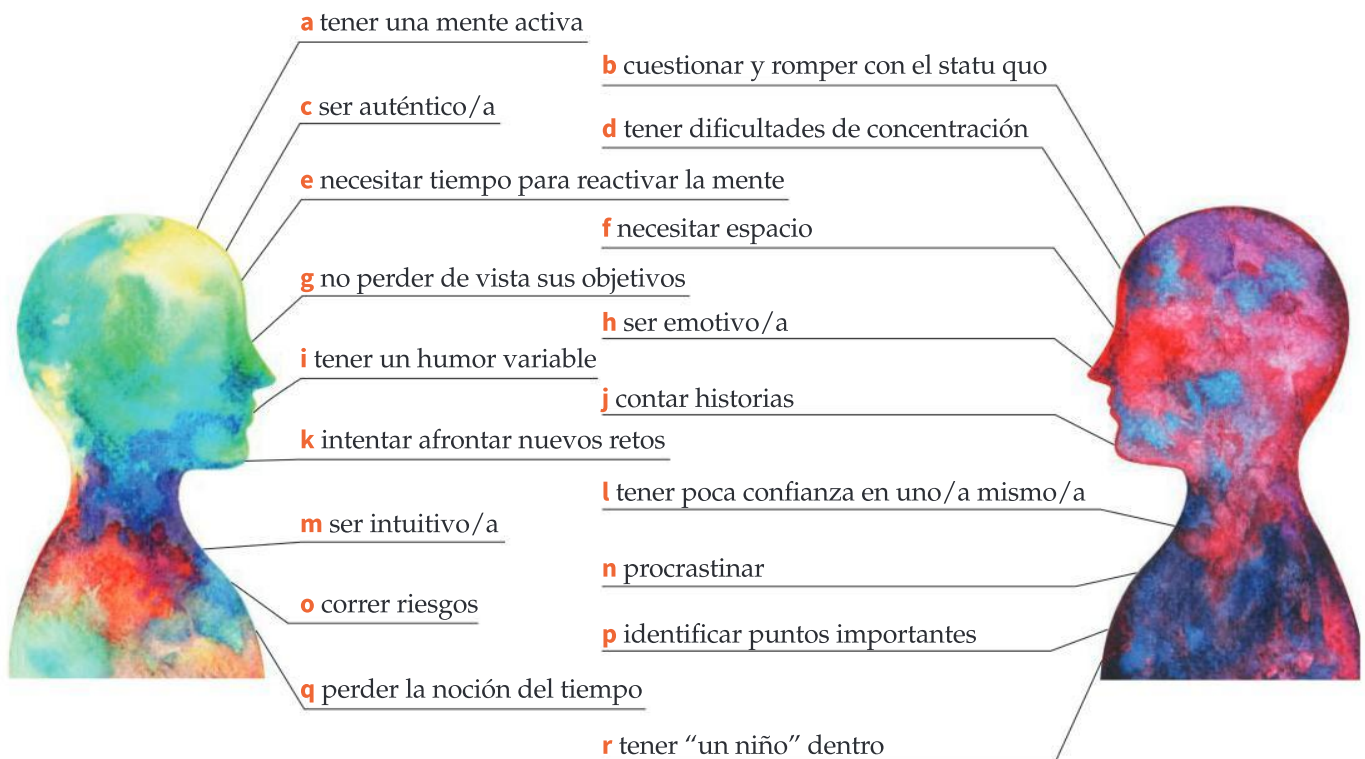 a tener una mente activa
b cuestionar y romper con el statu quo
c ser auténtico/a
d tener dificultades de concentración
e necesitar tiempo para reactivar la mente
f necesitar espacio
g no perder de vista sus objetivos
h ser emotivo/a
i tener un humor variable
j contar historias
k intentar afrontar nuevos retos
l tener poca confianza en uno/a mismo/a
m ser intuitivo/a
n procrastinar
o correr riesgos
p identificar puntos importantes
q perder la noción del tiempo
r tener “un niño” dentro